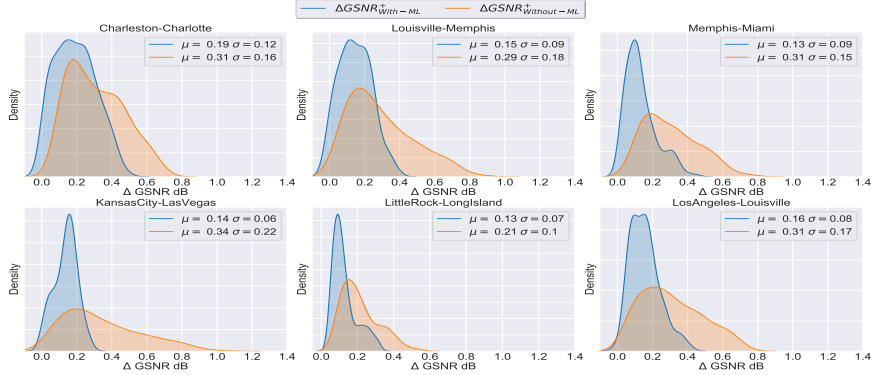 ΔGSNR⁺With−ML ΔGSNR⁺Without−ML
Charleston-Charlotte Louisville-Memphis Memphis-Miami
μ = 0.19 σ = 0.12
μ = 0.31 σ = 0.16
μ = 0.15 σ = 0.09
μ = 0.29 σ = 0.18
μ = 0.13 σ = 0.09
μ = 0.31 σ = 0.15
Density Density Density
0.0 0.2 0.4 0.6 0.8 1.0 1.2 1.4
0.0 0.2 0.4 0.6 0.8 1.0 1.2 1.4
0.0 0.2 0.4 0.6 0.8 1.0 1.2 1.4
Δ GSNR dB Δ GSNR dB Δ GSNR dB
KansasCity-LasVegas LittleRock-LongIsland LosAngeles-Louisville
μ = 0.14 σ = 0.06
μ = 0.34 σ = 0.22
μ = 0.13 σ = 0.07
μ = 0.21 σ = 0.1
μ = 0.16 σ = 0.08
μ = 0.31 σ = 0.17
Density Density Density
0.0 0.2 0.4 0.6 0.8 1.0 1.2 1.4
0.0 0.2 0.4 0.6 0.8 1.0 1.2 1.4
0.0 0.2 0.4 0.6 0.8 1.0 1.2 1.4
Δ GSNR dB Δ GSNR dB Δ GSNR dB